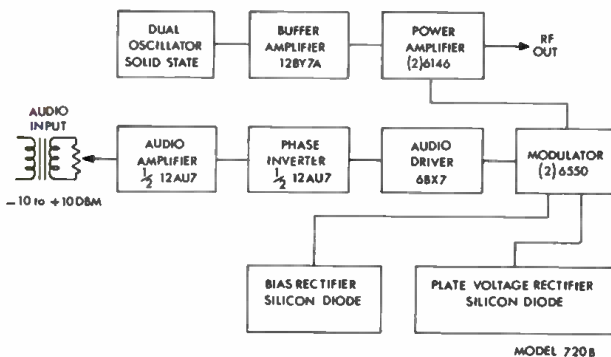 DUAL
OSCILLATOR
SOLID STATE
BUFFER
AMPLIFIER
12BY7A
POWER
AMPLIFIER
(2)6146
RF
OUT
AUDIO
INPUT
-10 to +10DBM
AUDIO
AMPLIFIER
1/2 12AU7
PHASE
INVERTER
1/2 12AU7
AUDIO
DRIVER
6BX7
MODULATOR
(2)6550
BIAS RECTIFIER
SILICON DIODE
PLATE VOLTAGE RECTIFIER
SILICON DIODE
MODEL 720B